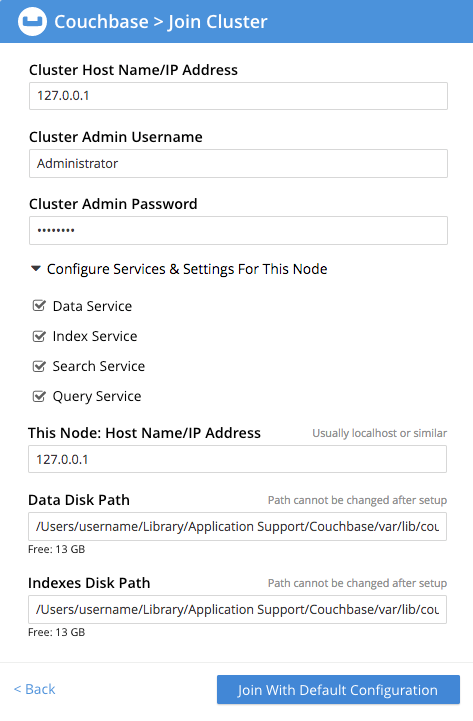 Couchbase > Join Cluster
Cluster Host Name/IP Address
127.0.0.1
Cluster Admin Username
Administrator
Cluster Admin Password
••••••••
Configure Services & Settings For This Node
Data Service
Index Service
Search Service
Query Service
This Node: Host Name/IP Address Usually localhost or similar
127.0.0.1
Data Disk Path Path cannot be changed after setup
/Users/username/Library/Application Support/Couchbase/var/lib/cou
Free: 13 GB
Indexes Disk Path Path cannot be changed after setup
/Users/username/Library/Application Support/Couchbase/var/lib/cou
Free: 13 GB
< Back Join With Default Configuration